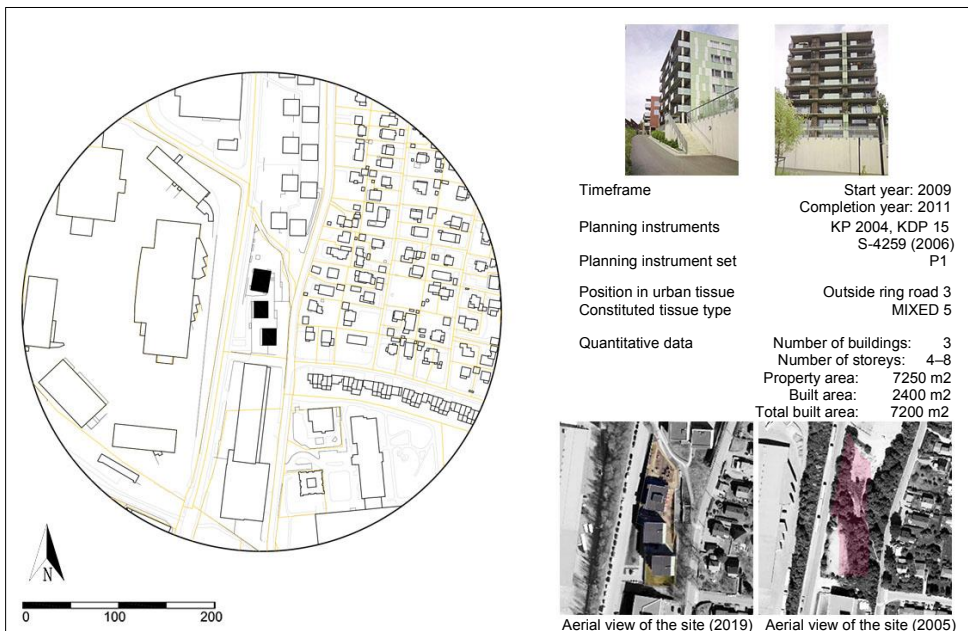 Timeframe Start year: 2009
Completion year: 2011
Planning instruments KP 2004, KDP 15
S-4259 (2006)
Planning instrument set P1
Position in urban tissue Outside ring road 3
Constituted tissue type MIXED 5
Quantitative data Number of buildings: 3
Number of storeys: 4–8
Property area: 7250 m2
Built area: 2400 m2
Total built area: 7200 m2
N
0 100 200
Aerial view of the site (2019) Aerial view of the site (2005)